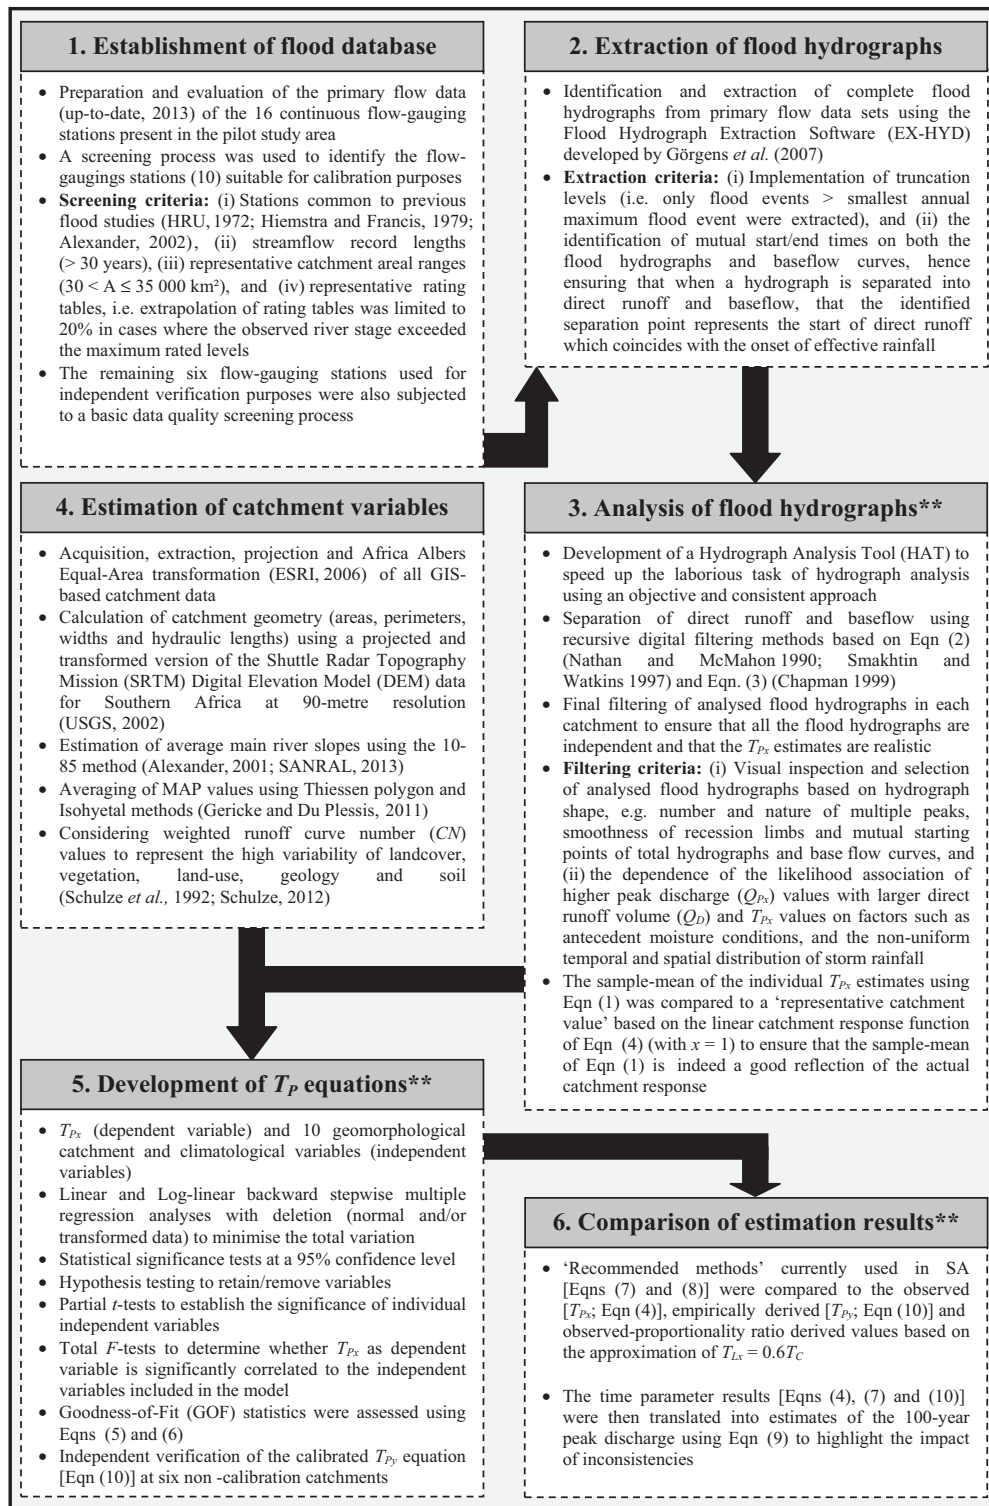 1. Establishment of flood database
• Preparation and evaluation of the primary flow data
(up-to-date, 2013) of the 16 continuous flow-gauging
stations present in the pilot study area
• A screening process was used to identify the flow-
gaugings stations (10) suitable for calibration purposes
• Screening criteria: (i) Stations common to previous
flood studies (HRU, 1972; Hiemstra and Francis, 1979;
Alexander, 2002), (ii) streamflow record lengths
(> 30 years), (iii) representative catchment areal ranges
(30 < A ≤ 35 000 km²), and (iv) representative rating
tables, i.e. extrapolation of rating tables was limited to
20% in cases where the observed river stage exceeded
the maximum rated levels
• The remaining six flow-gauging stations used for
independent verification purposes were also subjected
to a basic data quality screening process
2. Extraction of flood hydrographs
• Identification and extraction of complete flood
hydrographs from primary flow data sets using the
Flood Hydrograph Extraction Software (EX-HYD)
developed by Görgens et al. (2007)
• Extraction criteria: (i) Implementation of truncation
levels (i.e. only flood events > smallest annual
maximum flood event were extracted), and (ii) the
identification of mutual start/end times on both the
flood hydrographs and baseflow curves, hence
ensuring that when a hydrograph is separated into
direct runoff and baseflow, that the identified
separation point represents the start of direct runoff
which coincides with the onset of effective rainfall
4. Estimation of catchment variables
• Acquisition, extraction, projection and Africa Albers
Equal-Area transformation (ESRI, 2006) of all GIS-
based catchment data
• Calculation of catchment geometry (areas, perimeters,
widths and hydraulic lengths) using a projected and
transformed version of the Shuttle Radar Topography
Mission (SRTM) Digital Elevation Model (DEM) data
for Southern Africa at 90-metre resolution
(USGS, 2002)
• Estimation of average main river slopes using the 10-
85 method (Alexander, 2001; SANRAL, 2013)
• Averaging of MAP values using Thiessen polygon and
Isohyetal methods (Gericke and Du Plessis, 2011)
• Considering weighted runoff curve number (CN)
values to represent the high variability of landcover,
vegetation, land-use, geology and soil
(Schulze et al., 1992; Schulze, 2012)
3. Analysis of flood hydrographs**
• Development of a Hydrograph Analysis Tool (HAT) to
speed up the laborious task of hydrograph analysis
using an objective and consistent approach
• Separation of direct runoff and baseflow using
recursive digital filtering methods based on Eqn (2)
(Nathan and McMahon 1990; Smakhtin and
Watkins 1997) and Eqn. (3) (Chapman 1999)
• Final filtering of analysed flood hydrographs in each
catchment to ensure that all the flood hydrographs are
independent and that the TPx estimates are realistic
• Filtering criteria: (i) Visual inspection and selection
of analysed flood hydrographs based on hydrograph
shape, e.g. number and nature of multiple peaks,
smoothness of recession limbs and mutual starting
points of total hydrographs and base flow curves, and
(ii) the dependence of the likelihood association of
higher peak discharge (QPx) values with larger direct
runoff volume (QD) and TPx values on factors such as
antecedent moisture conditions, and the non-uniform
temporal and spatial distribution of storm rainfall
• The sample-mean of the individual TPx estimates using
Eqn (1) was compared to a ‘representative catchment
value’ based on the linear catchment response function
of Eqn (4) (with x = 1) to ensure that the sample-mean
of Eqn (1) is indeed a good reflection of the actual
catchment response
5. Development of TP equations**
• TPx (dependent variable) and 10 geomorphological
catchment and climatological variables (independent
variables)
• Linear and Log-linear backward stepwise multiple
regression analyses with deletion (normal and/or
transformed data) to minimise the total variation
• Statistical significance tests at a 95% confidence level
• Hypothesis testing to retain/remove variables
• Partial t-tests to establish the significance of individual
independent variables
• Total F-tests to determine whether TPx as dependent
variable is significantly correlated to the independent
variables included in the model
• Goodness-of-Fit (GOF) statistics were assessed using
Eqns (5) and (6)
• Independent verification of the calibrated TPy equation
[Eqn (10)] at six non -calibration catchments
6. Comparison of estimation results**
• ‘Recommended methods’ currently used in SA
[Eqns (7) and (8)] were compared to the observed
[TPx; Eqn (4)], empirically derived [TPy; Eqn (10)] and
observed-proportionality ratio derived values based on
the approximation of TLx = 0.6TC
• The time parameter results [Eqns (4), (7) and (10)]
were then translated into estimates of the 100-year
peak discharge using Eqn (9) to highlight the impact
of inconsistencies